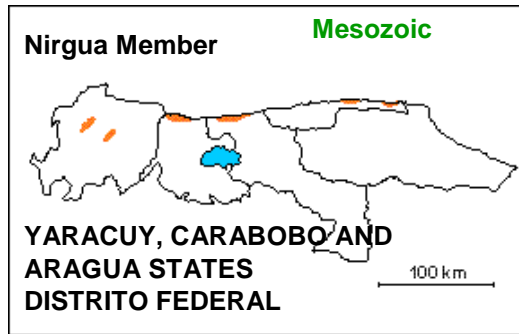 Mesozoic
Nirgua Member
YARACUY, CARABOBO AND
ARAGUA STATES
DISTRITO FEDERAL
100 km